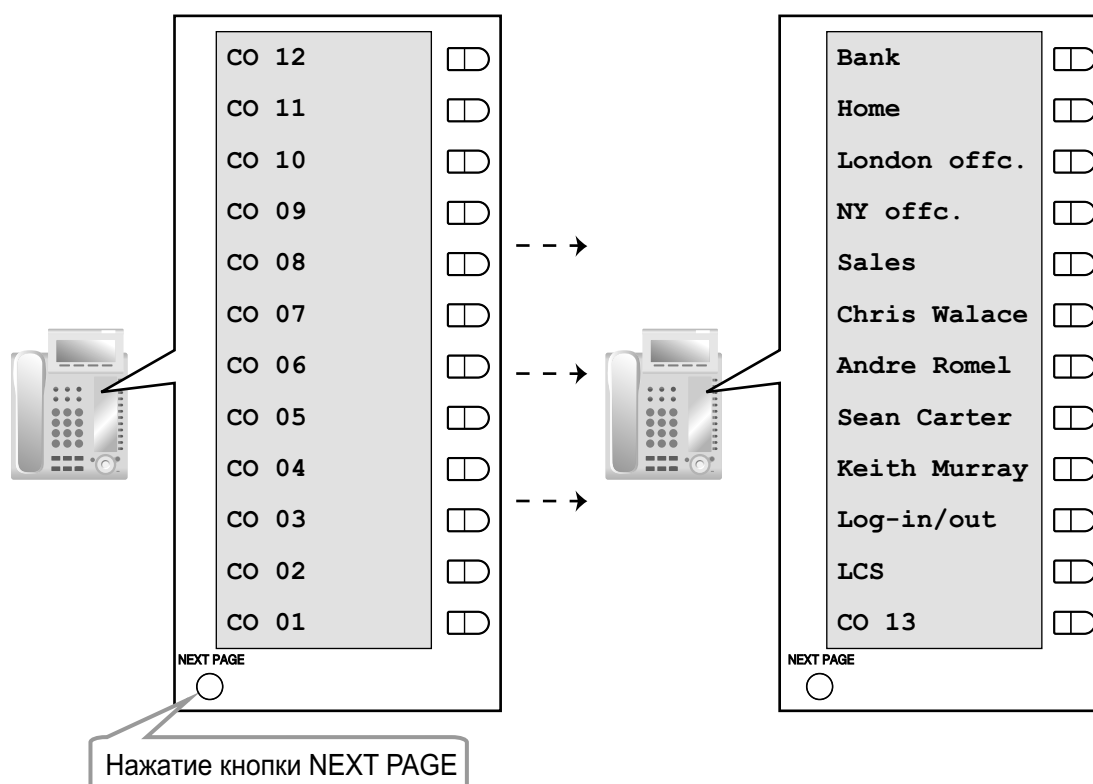 CO 12
CO 11
CO 10
CO 09
CO 08
CO 07
CO 06
CO 05
CO 04
CO 03
CO 02
CO 01
NEXT PAGE
Нажатие кнопки NEXT PAGE
Bank
Home
London offc.
NY offc.
Sales
Chris Walace
Andre Romel
Sean Carter
Keith Murray
Log-in/out
LCS
CO 13
NEXT PAGE